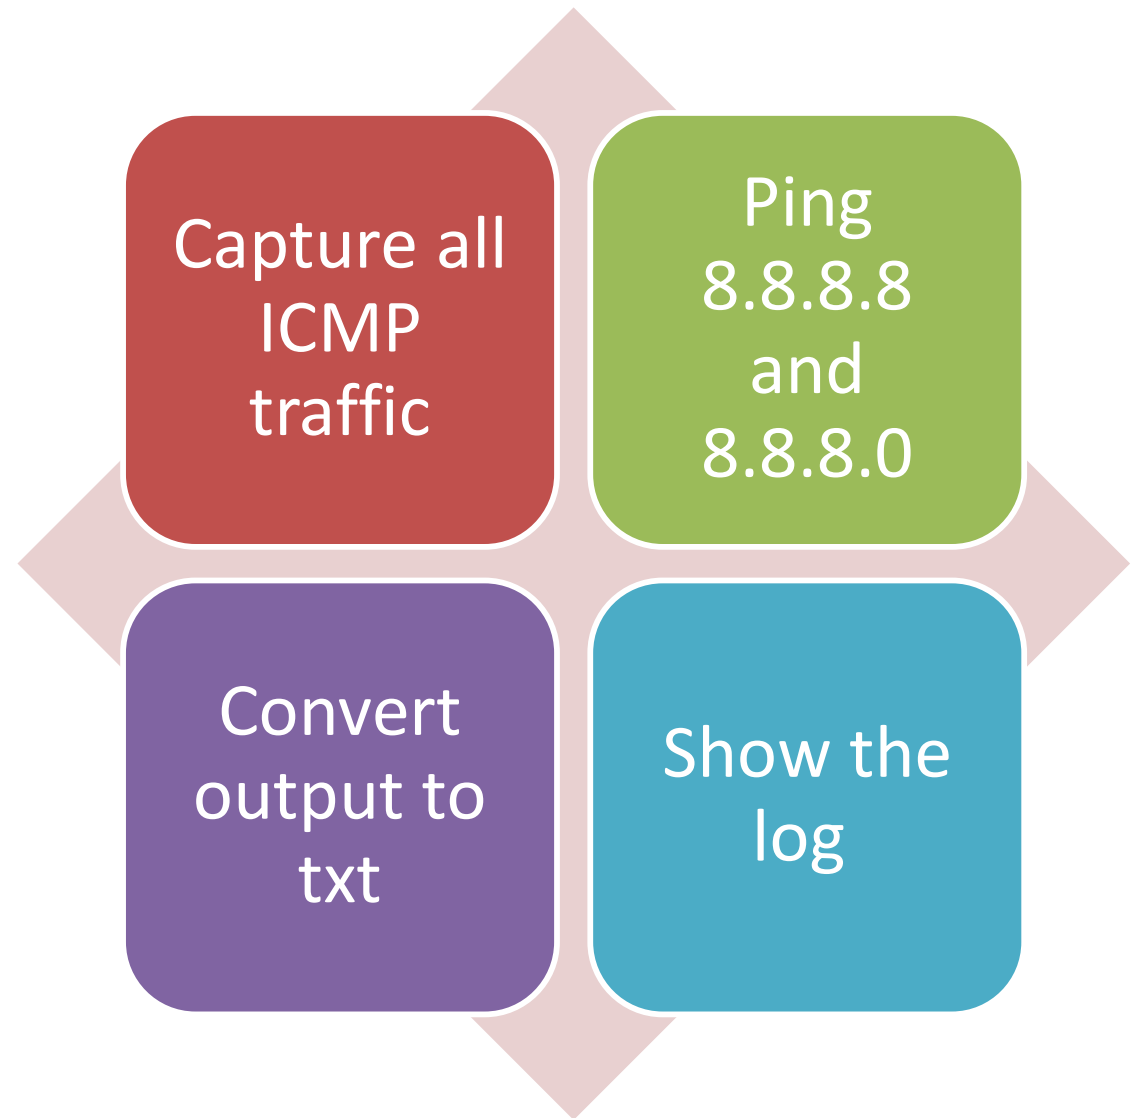 Capture all
ICMP
traffic
Ping
8.8.8.8
and
8.8.8.0
Convert
output to
txt
Show the
log